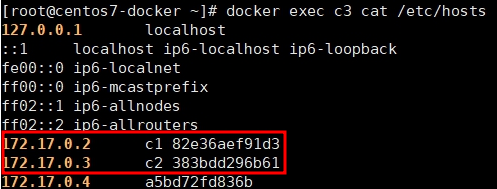 [root@centos7-docker ~]# docker exec c3 cat /etc/hosts
127.0.0.1 localhost
::1 localhost ip6-localhost ip6-loopback
fe00::0 ip6-localnet
ff00::0 ip6-mcastprefix
ff02::1 ip6-allnodes
ff02::2 ip6-allrouters
172.17.0.2 c1 82e36aef91d3
172.17.0.3 c2 383bdd296b61
172.17.0.4 a5bd72fd836b